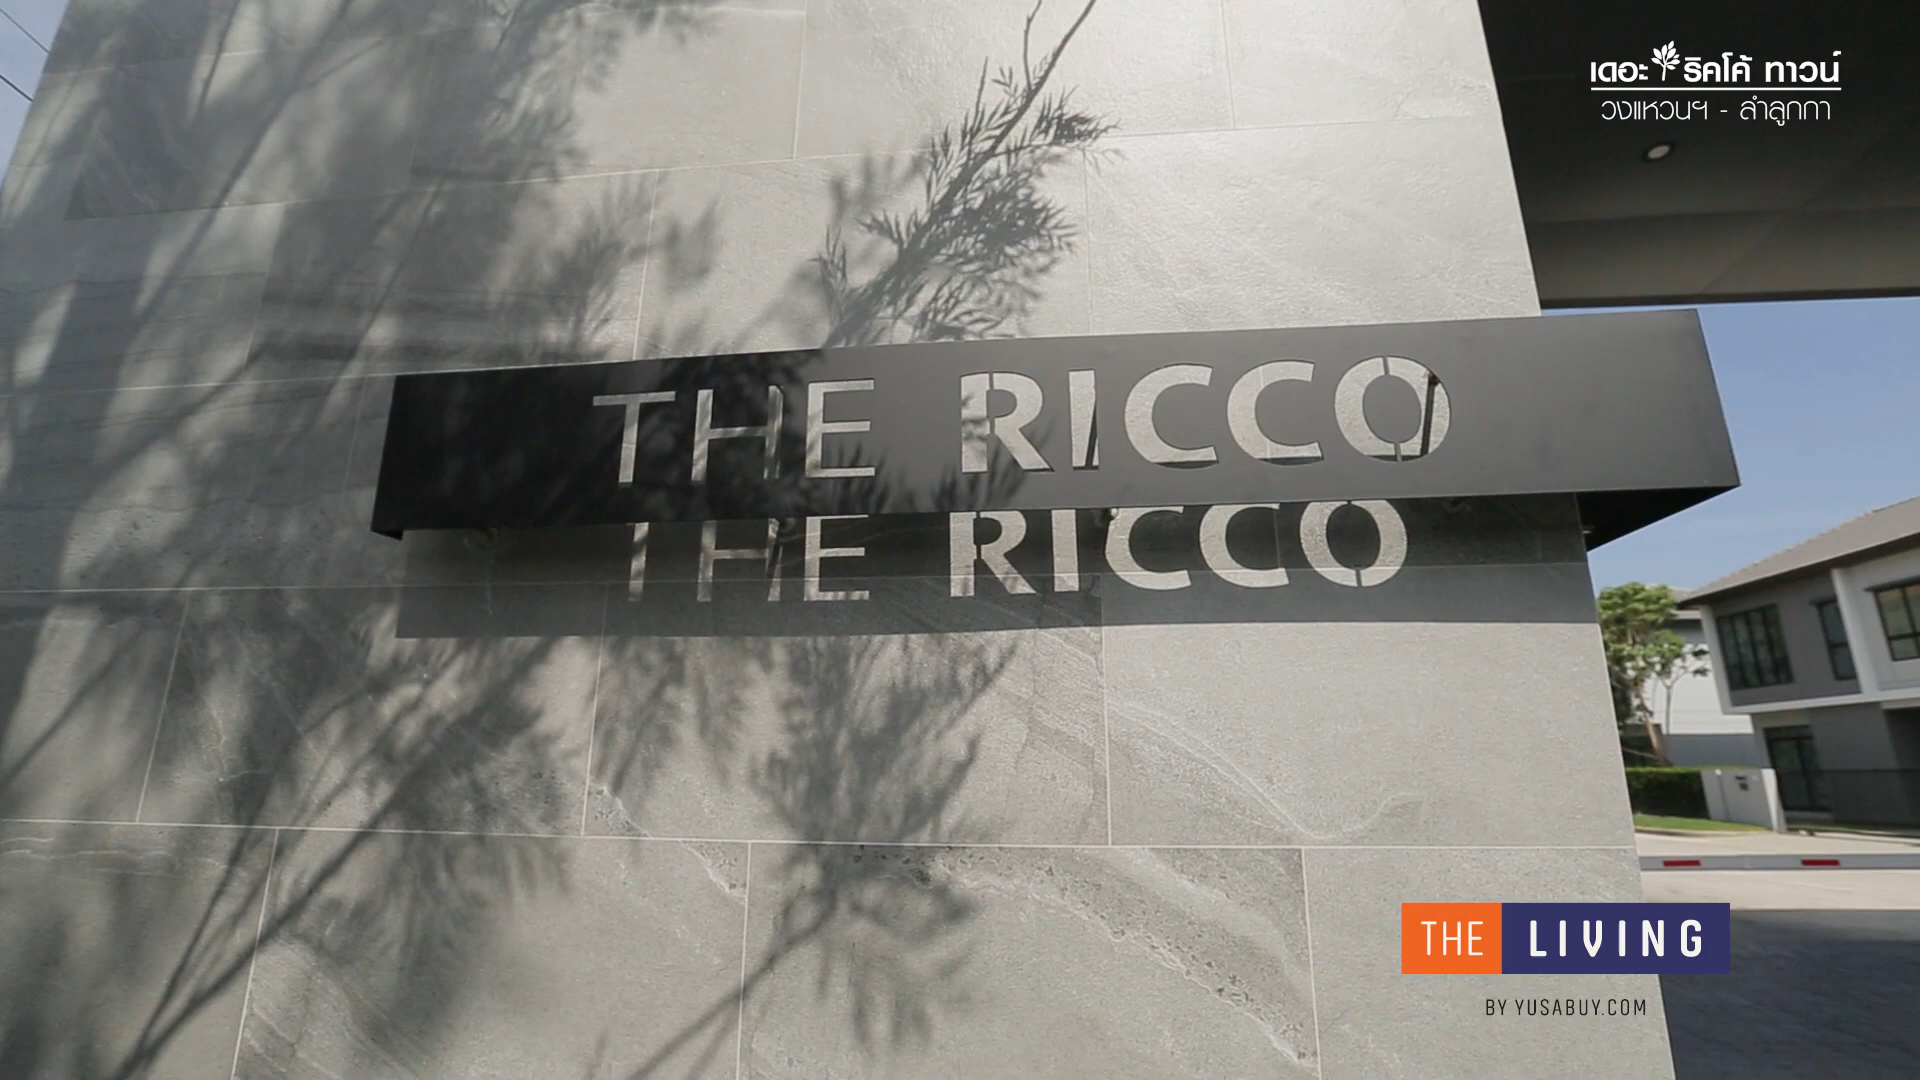 เดอะ ริคโค้ ทาวน์
วงแหวนฯ - ลำลูกกา
THE RICCO
THE RICCO
THE LIVING
BY YUSABUY.COM